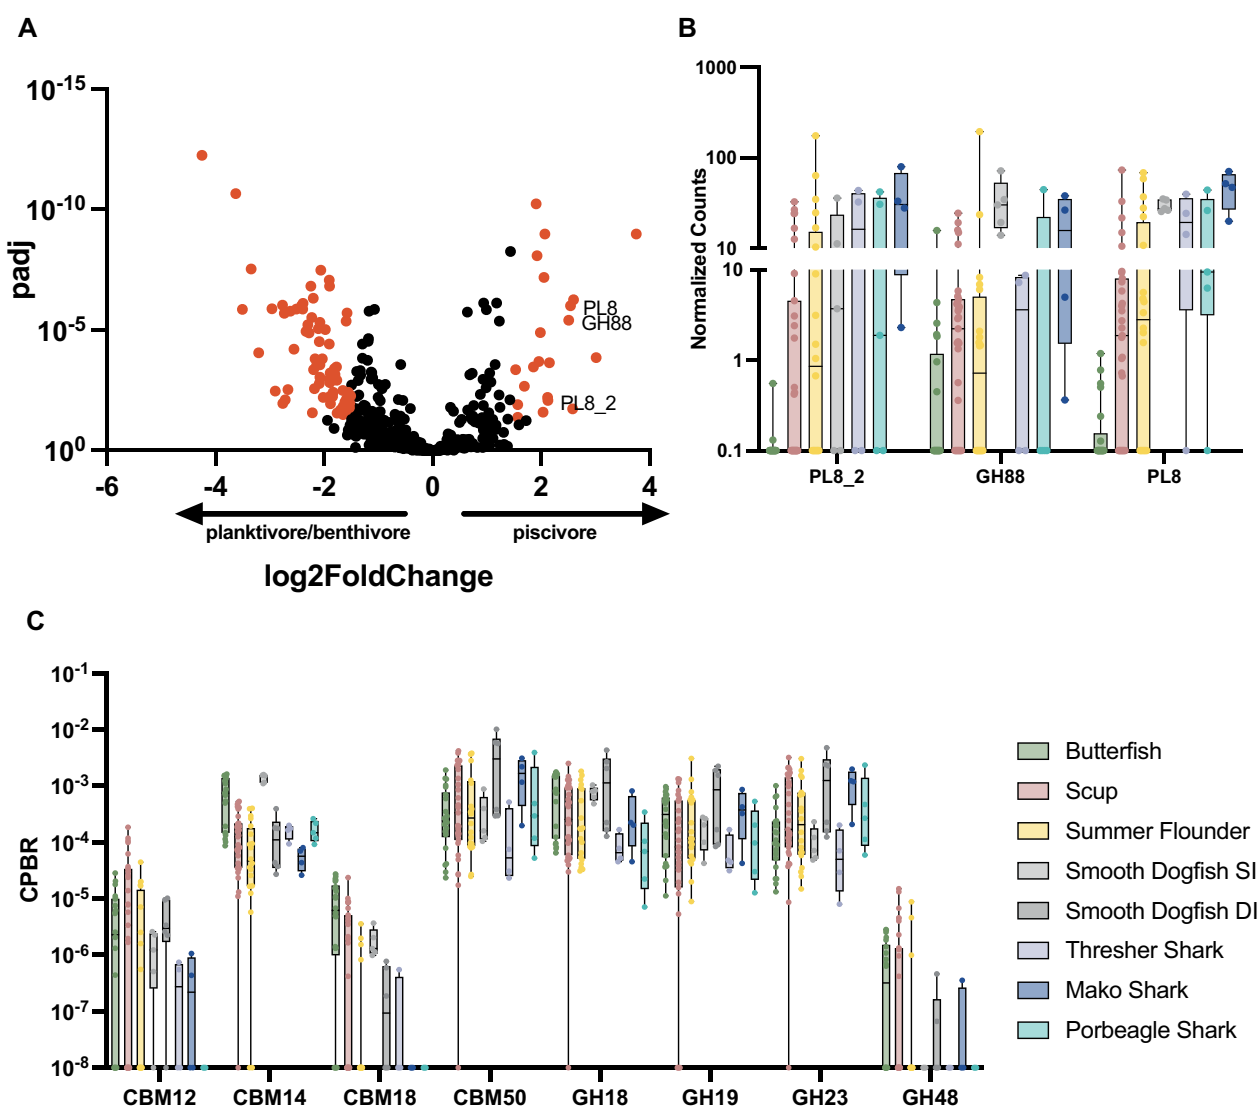 A
10-15
10-10
10-5
100
padj
-6
-4
-2
0
2
4
PL8
GH88
PL8_2
planktivore/benthivore
piscivore
log2FoldChange
B
1000
100
10
10
1
0.1
Normalized Counts
PL8_2
GH88
PL8
C
10-1
10-2
10-3
10-4
10-5
10-6
10-7
10-8
CPBR
CBM12
CBM14
CBM18
CBM50
GH18
GH19
GH23
GH48
Butterfish
Scup
Summer Flounder
Smooth Dogfish SI
Smooth Dogfish DI
Thresher Shark
Mako Shark
Porbeagle Shark